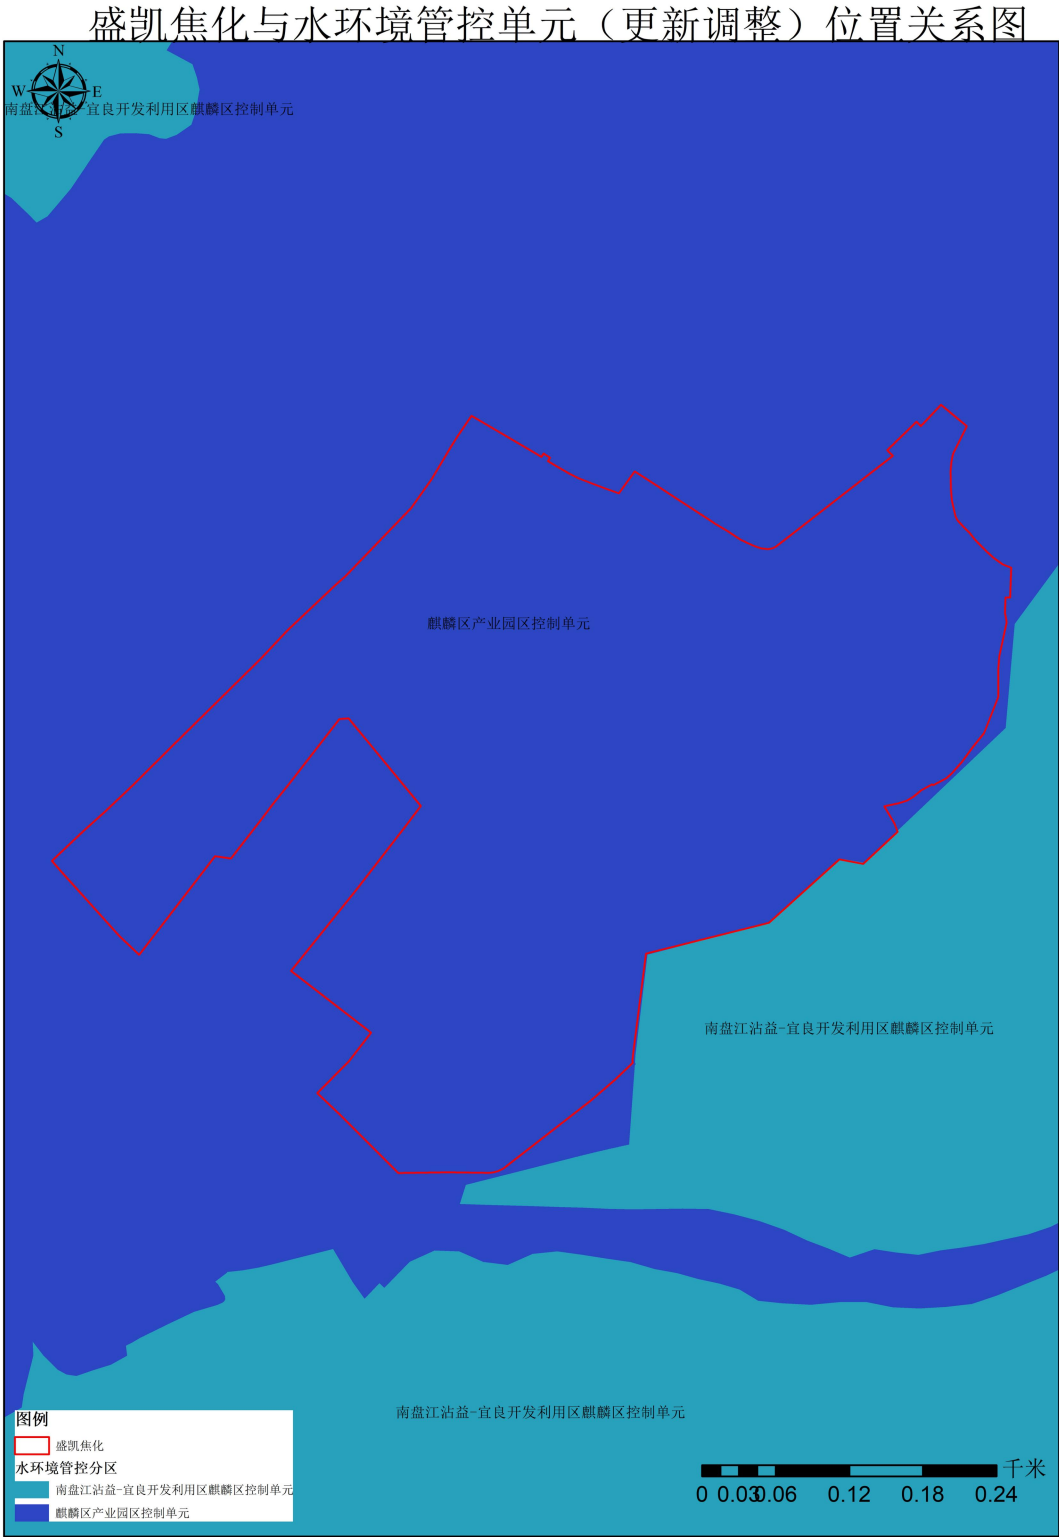 盛凯焦化与水环境管控单元（更新调整）位置关系图
N
W E
S
南盘江沾益-宜良开发利用区麒麟区控制单元
麒麟区产业园区控制单元
南盘江沾益-宜良开发利用区麒麟区控制单元
南盘江沾益-宜良开发利用区麒麟区控制单元
图例
盛凯焦化
水环境管控分区
南盘江沾益-宜良开发利用区麒麟区控制单元
麒麟区产业园区控制单元
千米
0 0.03 0.06 0.12 0.18 0.24